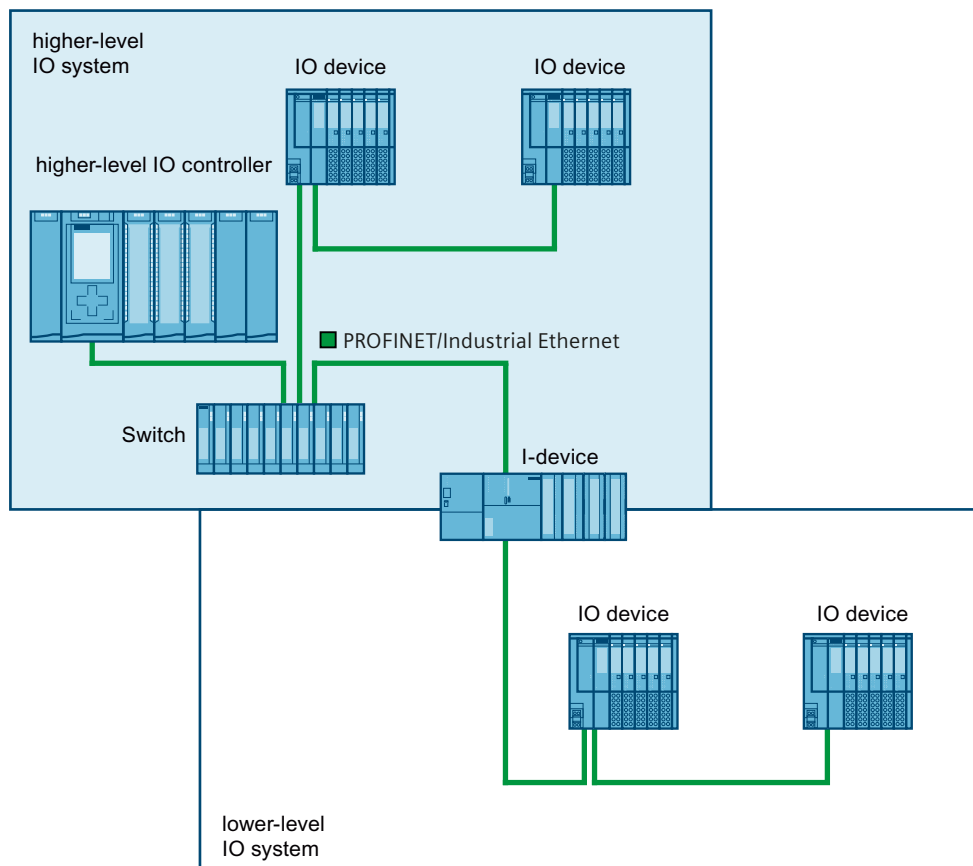 higher-level
IO system
IO device
IO device
higher-level IO controller
PROFINET/Industrial Ethernet
Switch
I-device
IO device
IO device
lower-level
IO system